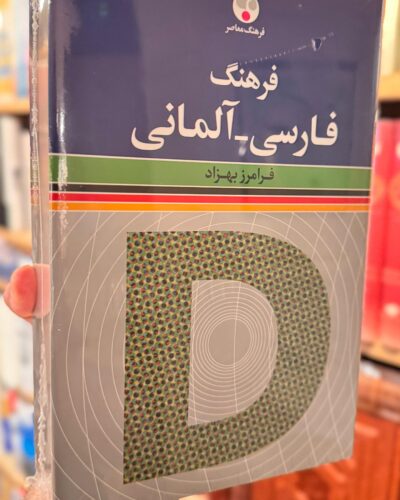 فرهنگ معاصر
فرهنگ
فارسی-آلمانی
فرامرز بهزاد
D